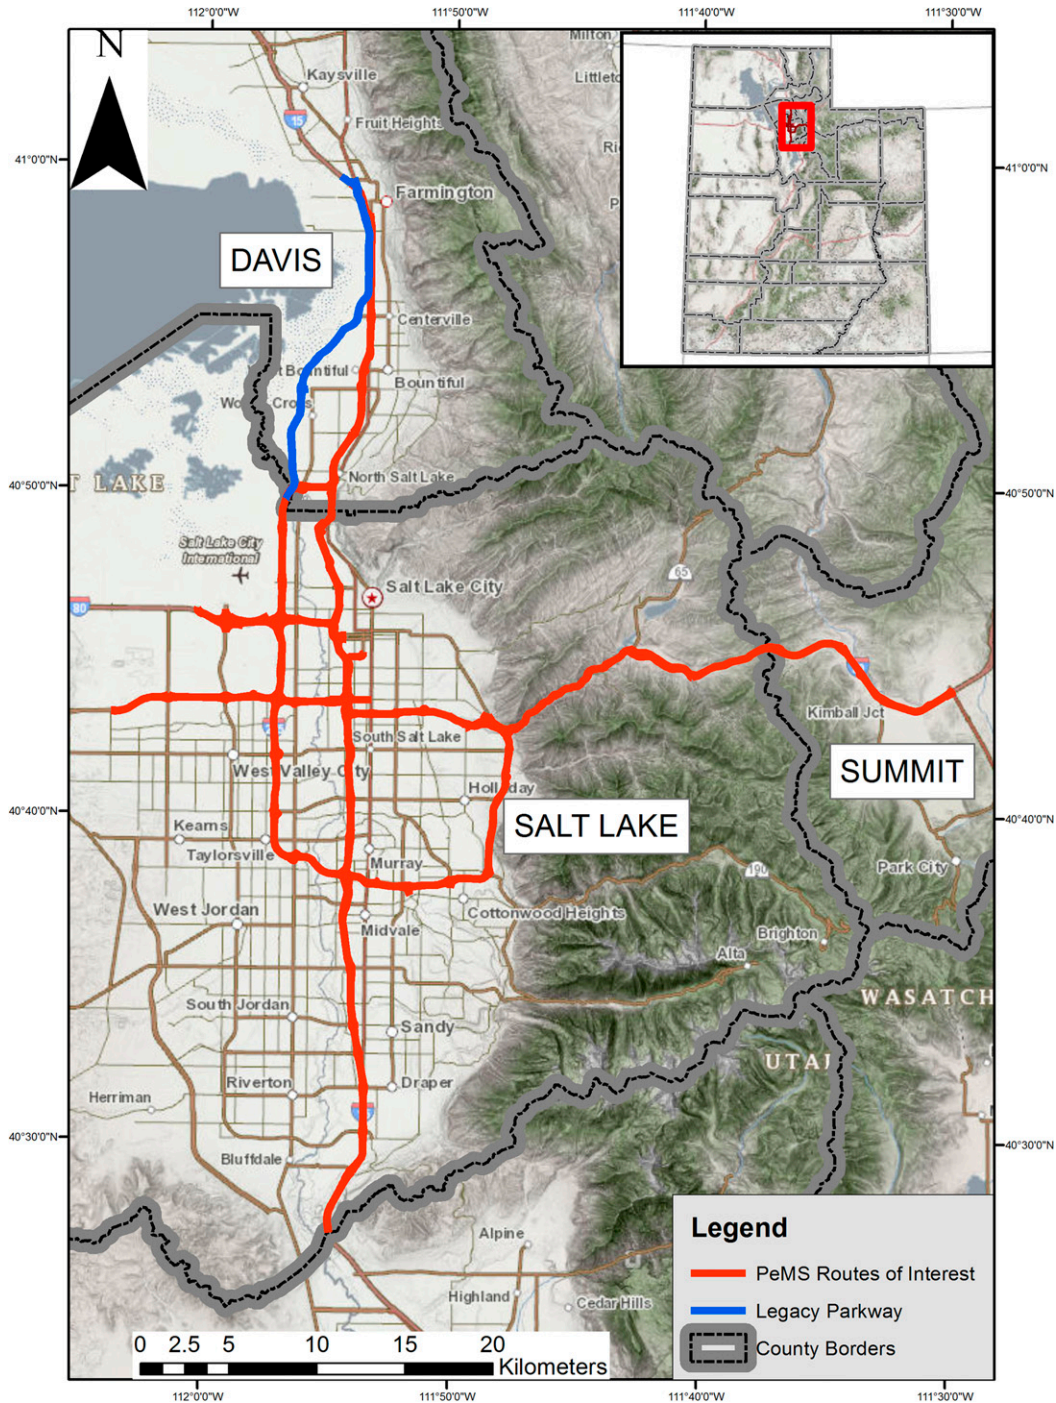 112°0'0"W
111°50'0"W
111°40'0"W
111°30'0"W
N
Milton
Kaysville
15
Fruit Heights
41°0'0"N
41°0'0"N
Farmington
DAVIS
Centerville
Bountiful
Bountiful
North Salt Lake
40°50'0"N
T LAKE
40°50'0"N
Salt Lake City
International
65
Salt Lake City
80
Kimball Jct
South Salt Lake
West Valley City
SUMMIT
Holladay
40°40'0"N
SALT LAKE
40°40'0"N
Kearns
Taylorsville
Murray
190
Park City
West Jordan
Cottonwood Heights
Midvale
Brighton
Alta
WASATCH
South Jordan
Sandy
UTAH
Riverton
Draper
Herriman
40°30'0"N
40°30'0"N
Bluffdale
Alpine
Highland
Cedar Hills
Legend
PeMS Routes of Interest
Legacy Parkway
County Borders
0 2.5 5 10 15 20
Kilometers
112°0'0"W
111°50'0"W
111°40'0"W
111°30'0"W